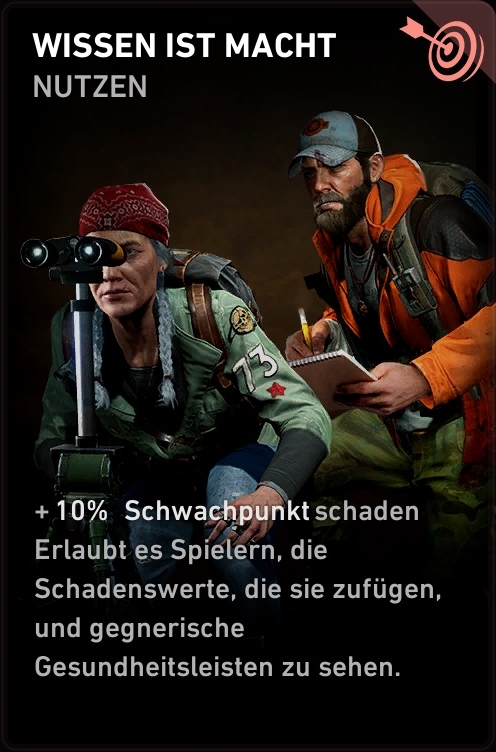 WISSEN IST MACHT
NUTZEN
73
+10% Schwachpunktschaden
Erlaubt es Spielern, die
Schadenswerte, die sie zufügen,
und gegnerische
Gesundheitsleisten zu sehen.